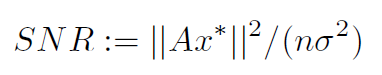 SNR := ||Ax*||²/(nσ²)